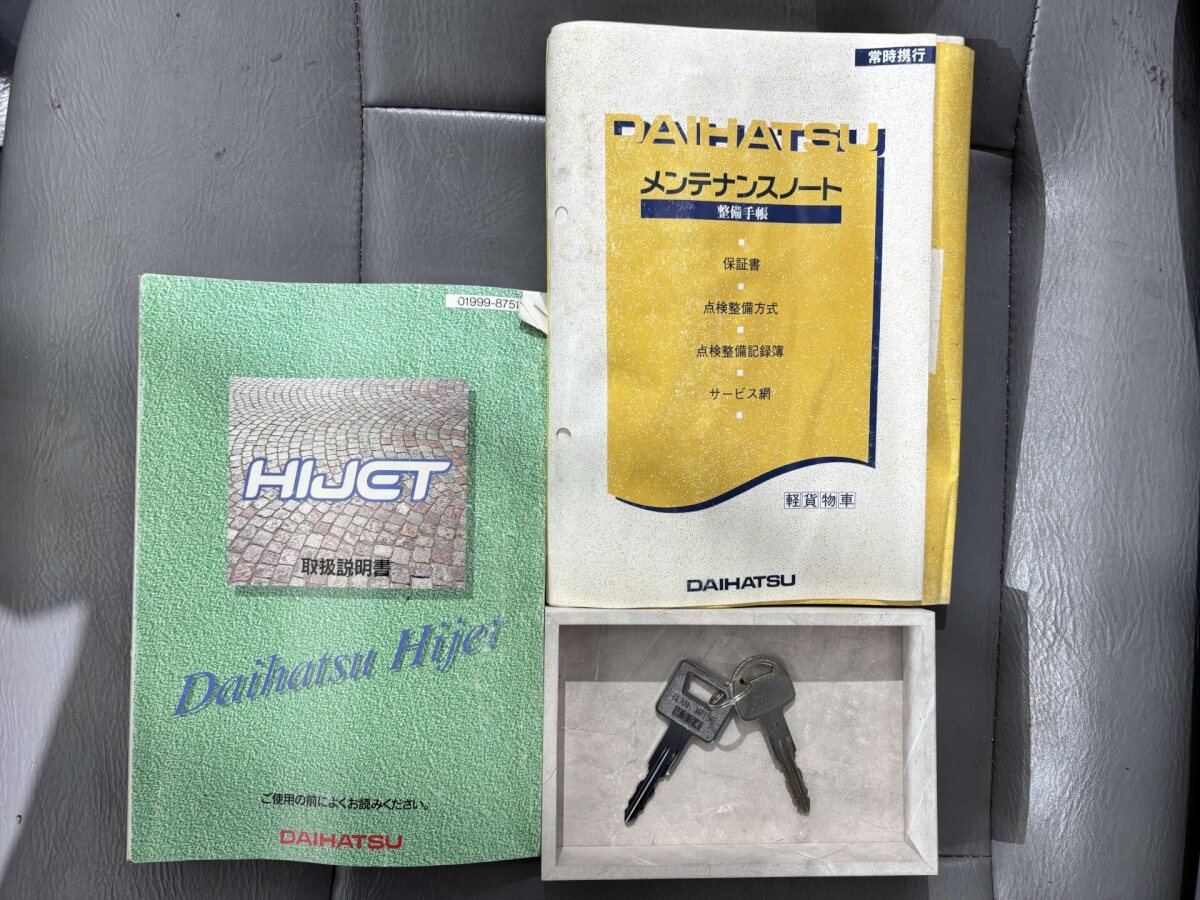 01999-8751
HIJET
取扱説明書
Daihatsu Hijet
ご使用の前によくお読みください。
DAIHATSU
常時携行
DAIHATSU
メンテナンスノート
整備手帳
保証書
点検整備方式
点検整備記録簿
サービス網
軽貨物車
DAIHATSU